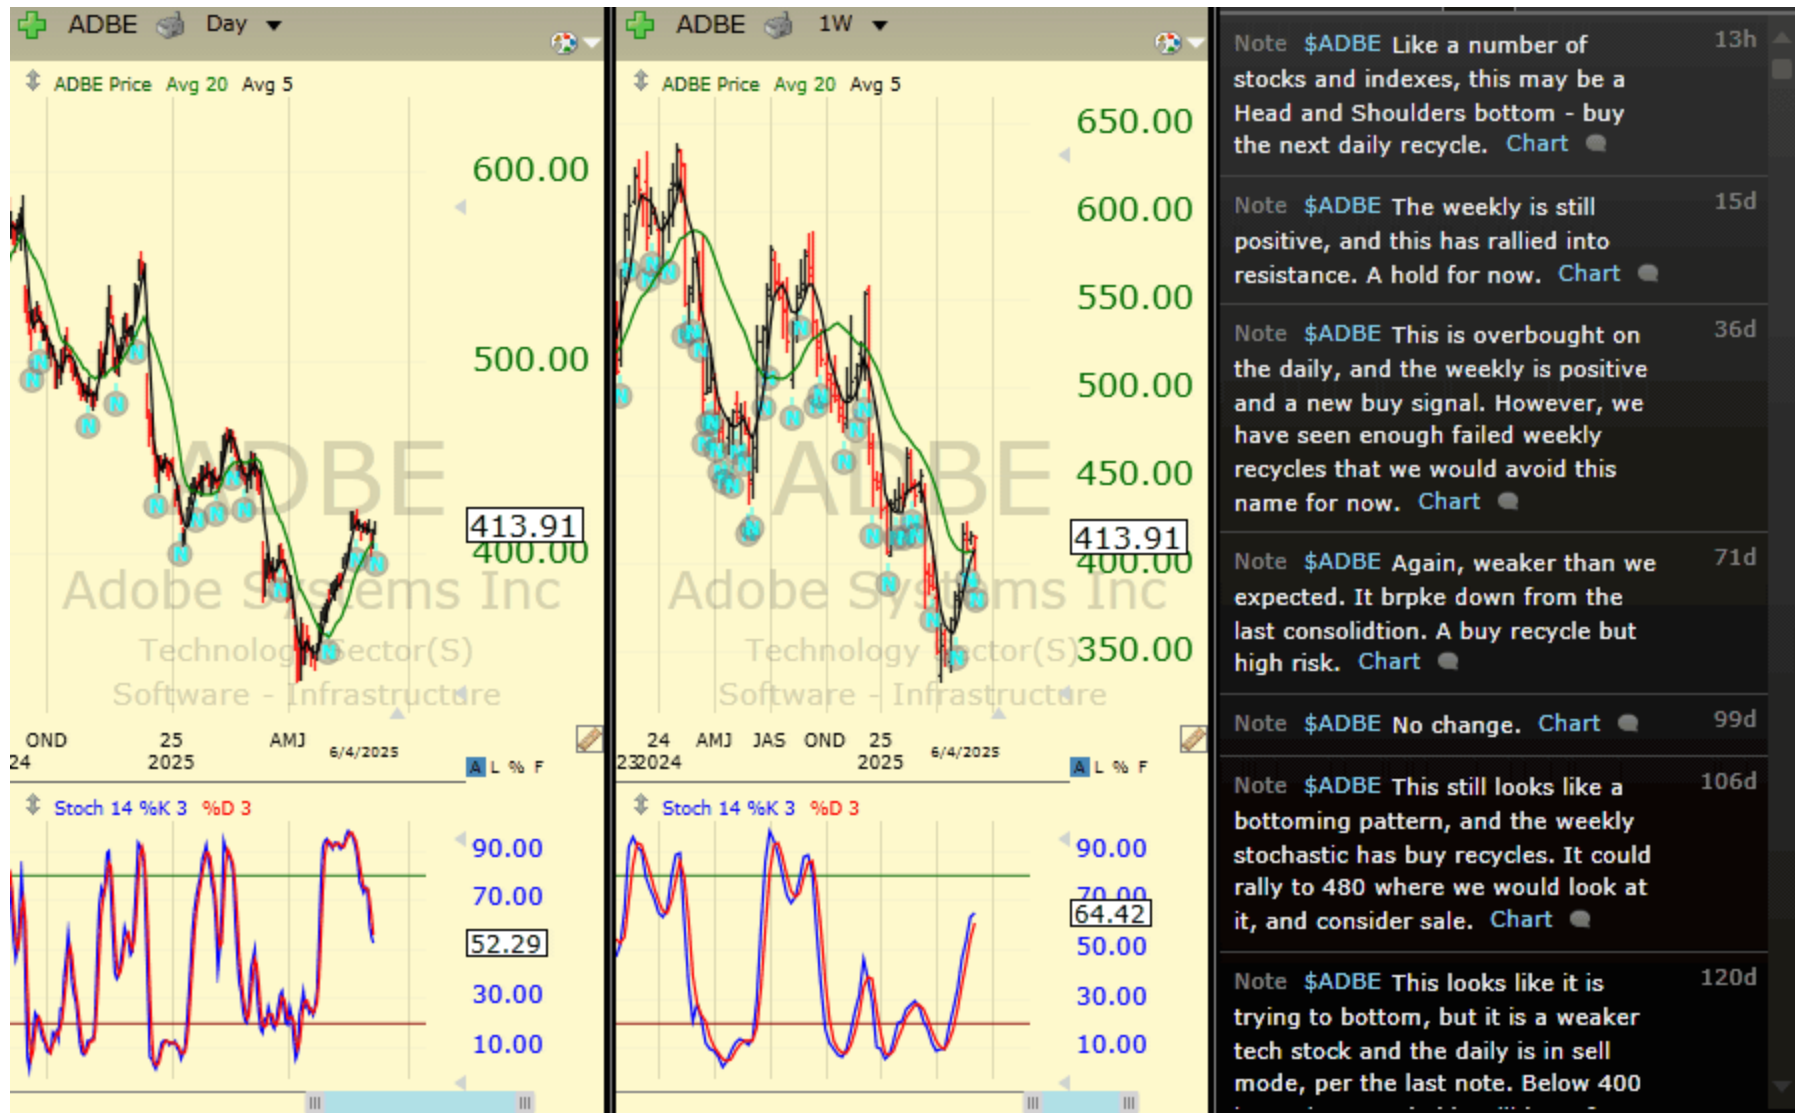 ADBE Day
ADBE Price Avg 20 Avg 5
600.00
500.00
413.91
400.00
ADBE
Adobe Systems Inc
Technology Sector(S)
Software - Infrastructure
OND 25 AMJ 6/4/2025
24 2025
A L % F
Stoch 14 %K 3 %D 3
90.00
70.00
52.29
30.00
10.00
ADBE 1W
ADBE Price Avg 20 Avg 5
650.00
600.00
550.00
500.00
450.00
413.91
400.00
350.00
ADBE
Adobe Systems Inc
Technology Sector(S)
Software - Infrastructure
24 AMJ JAS OND 25 6/4/2025
232024 2025
A L % F
Stoch 14 %K 3 %D 3
90.00
70.00
64.42
50.00
30.00
10.00
Note $ADBE Like a number of 13h
stocks and indexes, this may be a
Head and Shoulders bottom - buy
the next daily recycle. Chart
Note $ADBE The weekly is still 15d
positive, and this has rallied into
resistance. A hold for now. Chart
Note $ADBE This is overbought on 36d
the daily, and the weekly is positive
and a new buy signal. However, we
have seen enough failed weekly
recycles that we would avoid this
name for now. Chart
Note $ADBE Again, weaker than we 71d
expected. It brpke down from the
last consolidtion. A buy recycle but
high risk. Chart
Note $ADBE No change. Chart 99d
Note $ADBE This still looks like a 106d
bottoming pattern, and the weekly
stochastic has buy recycles. It could
rally to 480 where we would look at
it, and consider sale. Chart
Note $ADBE This looks like it is 120d
trying to bottom, but it is a weaker
tech stock and the daily is in sell
mode, per the last note. Below 400